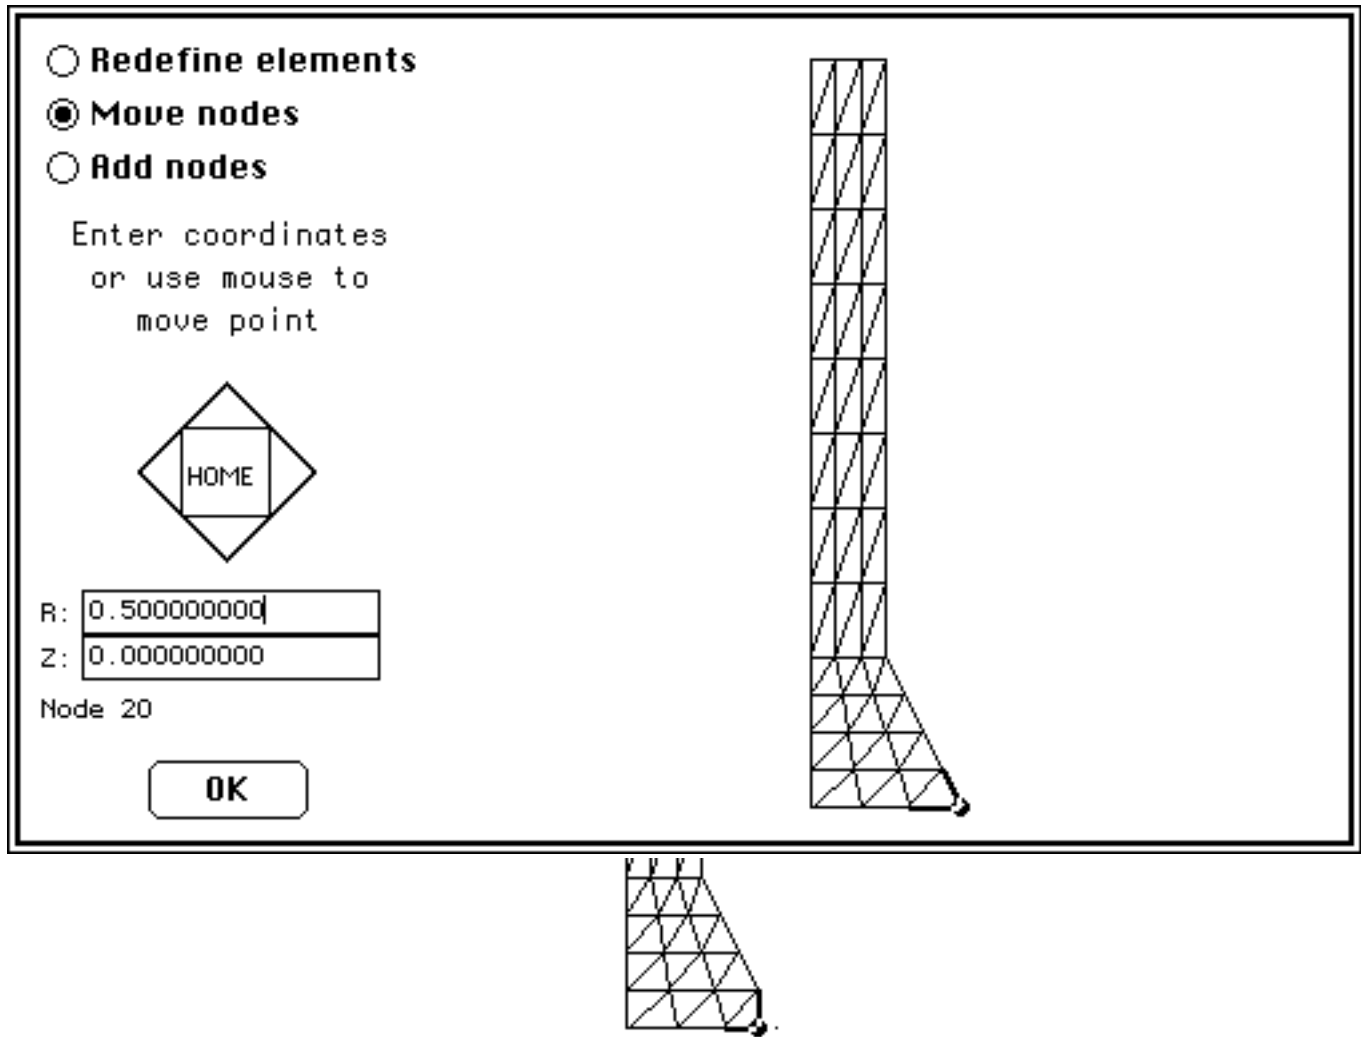 Redefine elements
Move nodes
Add nodes
Enter coordinates
or use mouse to
move point
HOME
R: 0.500000000
Z: 0.000000000
Node 20
OK